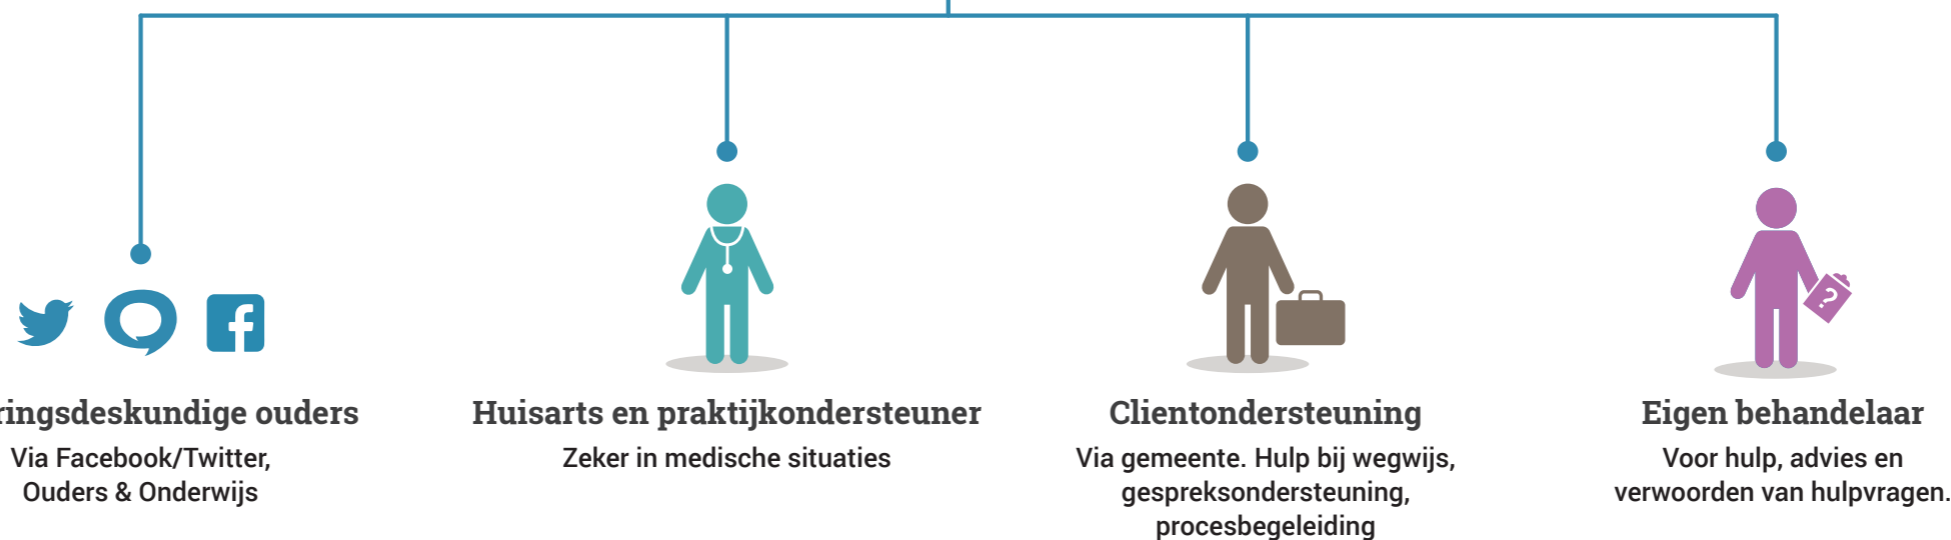 ringsdeskundige ouders
Via Facebook/Twitter,
Ouders & Onderwijs
Huisarts en praktijkondersteuner
Zeker in medische situaties
Clientondersteuning
Via gemeente. Hulp bij wegwijs,
gespreksondersteuning,
procesbegeleiding
Eigen behandelaar
Voor hulp, advies en
verwoorden van hulpvragen.
?